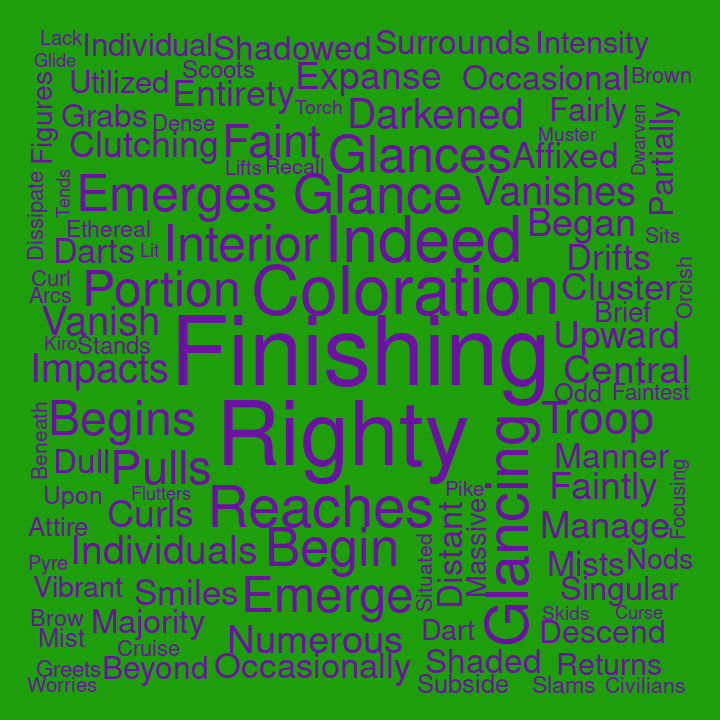 Lack
Individual
Shadowed
Surrounds
Intensity
Glide
Utilized
Scoots
Expanse
Occasional
Brown
Entirety
Torch
Figures
Grabs
Dense
Darkened
Fairly
Clutching
Faint
Glances
Muster
Affixed
Dwarven
Partially
Lifts
Recall
Dissipate
Tends
Emerges
Glance
Vanishes
Ethereal
Began
Sits
Darts
Lit
Interior
Indeed
Drifts
Orcish
Curl
Arcs
Portion
Coloration
Cluster
Brief
Vanish
Kiro
Stands
Finishing
Upward
Impacts
Central
Odd
Faintest
Beneath
Begins
Righty
Troop
Dull
Pulls
Glancing
Manner
Focusing
Upon
Flutters
Reaches
Pike
Faintly
Attire
Curls
Massive
Distant
Manage
Situated
Pyre
Individuals
Begin
Mists
Nods
Vibrant
Smiles
Emerge
Singular
Brow
Majority
Skids
Curse
Mist
Cruise
Numerous
Dart
Descend
Greets
Beyond
Occasionally
Shaded
Returns
Worries
Subside
Slams
Civilians